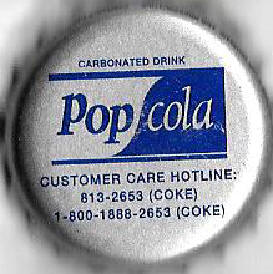 CARBONATED DRINK
Pop cola
CUSTOMER CARE HOTLINE:
813-2653 (COKE)
1-800-1888-2653 (COKE)